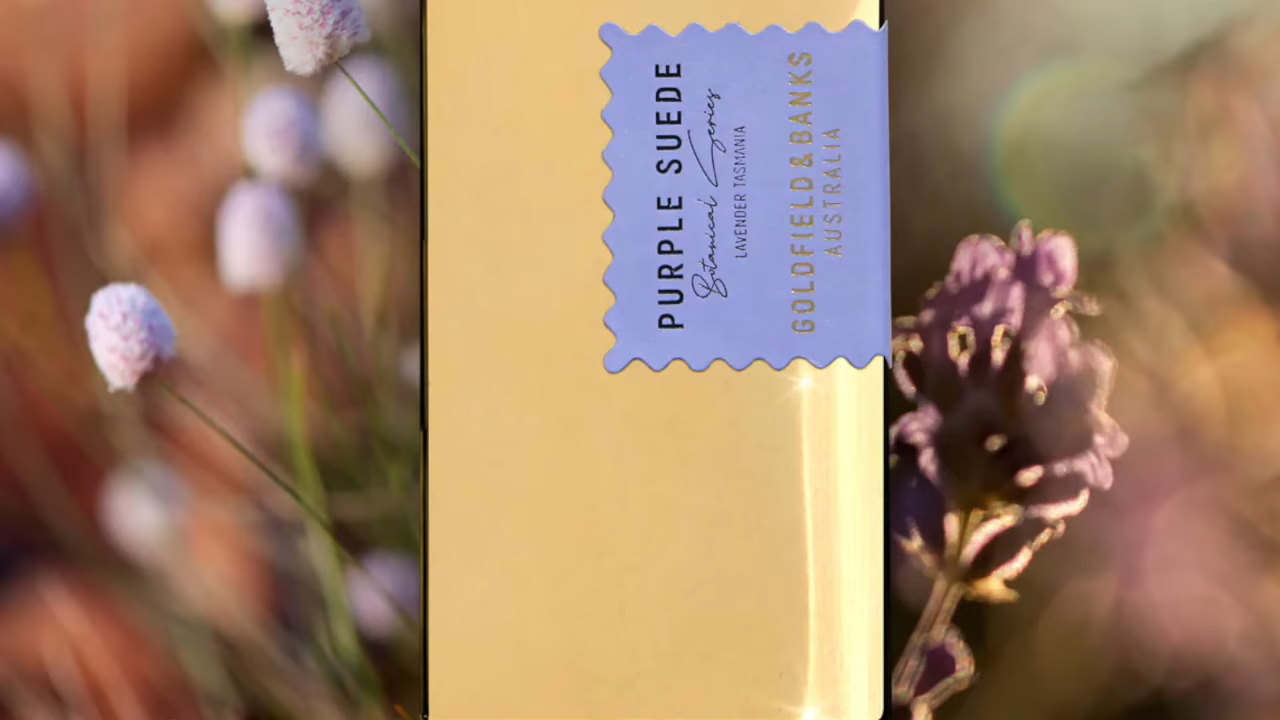 PURPLE SUEDE
Botanical Series
LAVENDER TASMANIA
GOLDFIELD & BANKS
AUSTRALIA